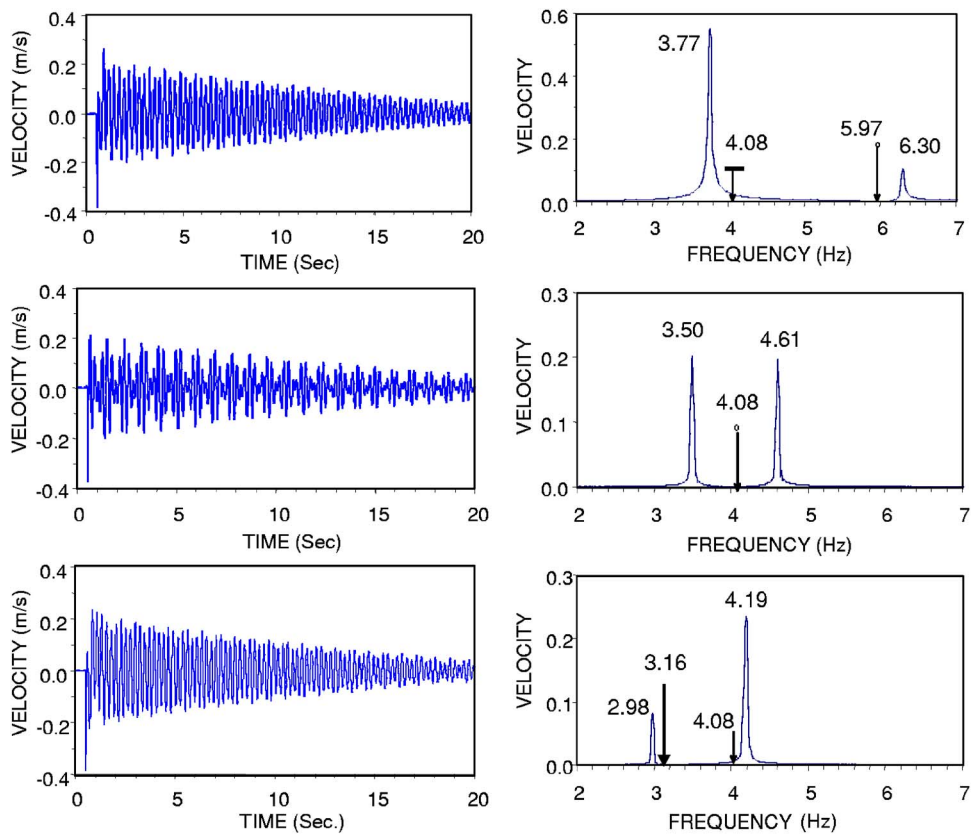 VELOCITY (m/s)
0.4
0.2
0.0
-0.2
-0.4
0 5 10 15 20
TIME (Sec)
VELOCITY
0.6
0.4
0.2
0.0
3.77
4.08
5.97
6.30
2 3 4 5 6 7
FREQUENCY (Hz)
VELOCITY (m/s)
0.4
0.2
0.0
-0.2
-0.4
0 5 10 15 20
TIME (Sec)
VELOCITY
0.3
0.2
0.1
0.0
3.50
4.61
4.08
2 3 4 5 6 7
FREQUENCY (Hz)
VELOCITY (m/s)
0.4
0.2
0.0
-0.2
-0.4
0 5 10 15 20
TIME (Sec.)
VELOCITY
0.3
0.2
0.1
0.0
4.19
3.16
2.98
4.08
2 3 4 5 6 7
FREQUENCY (Hz)